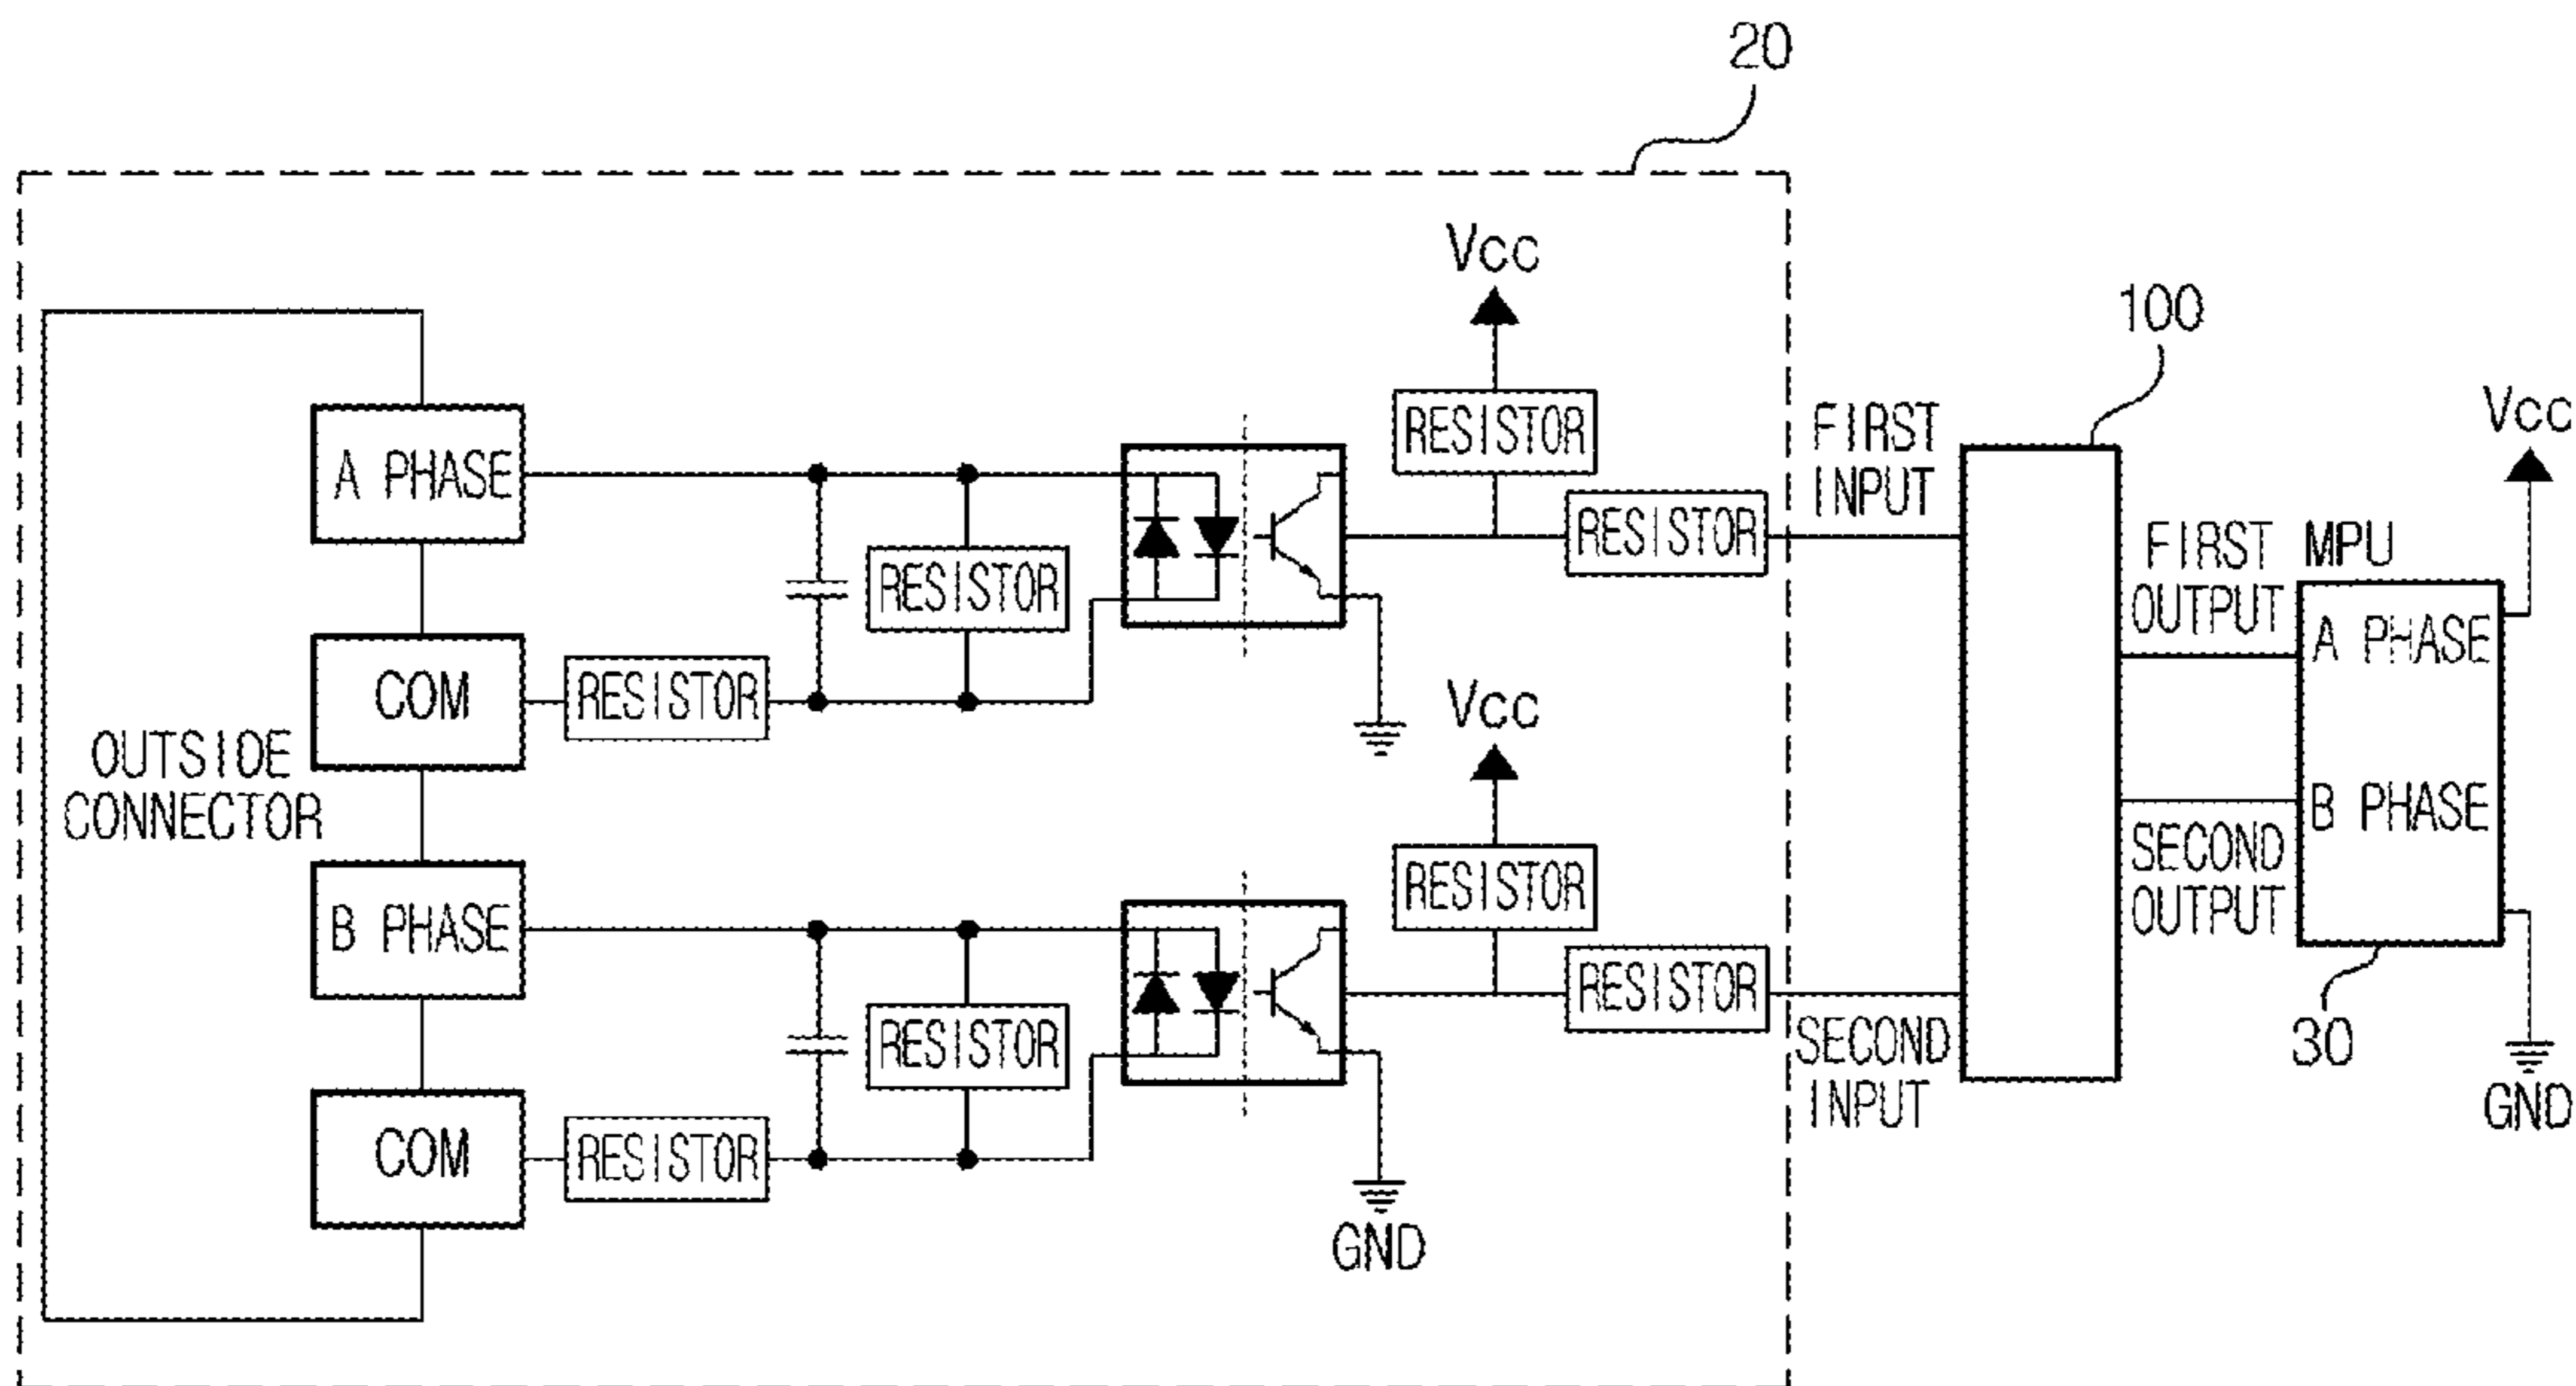 20
Vcc
100
RESISTOR
FIRST
INPUT
Vcc
A PHASE
RESISTOR
FIRST
OUTPUT
MPU
RESISTOR
A PHASE
COM
RESISTOR
Vcc
OUTSIDE
CONNECTOR
B PHASE
RESISTOR
SECOND
OUTPUT
B PHASE
RESISTOR
RESISTOR
SECOND
INPUT
30
GND
COM
RESISTOR
GND